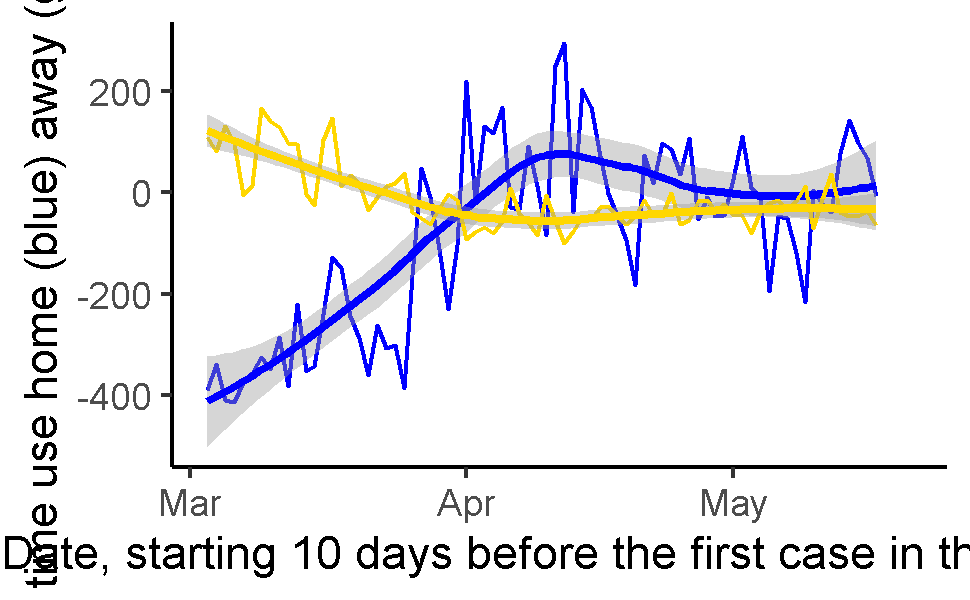 time use home (blue) away (
200
0
-200
-400
Mar Apr May
Date, starting 10 days before the first case in th